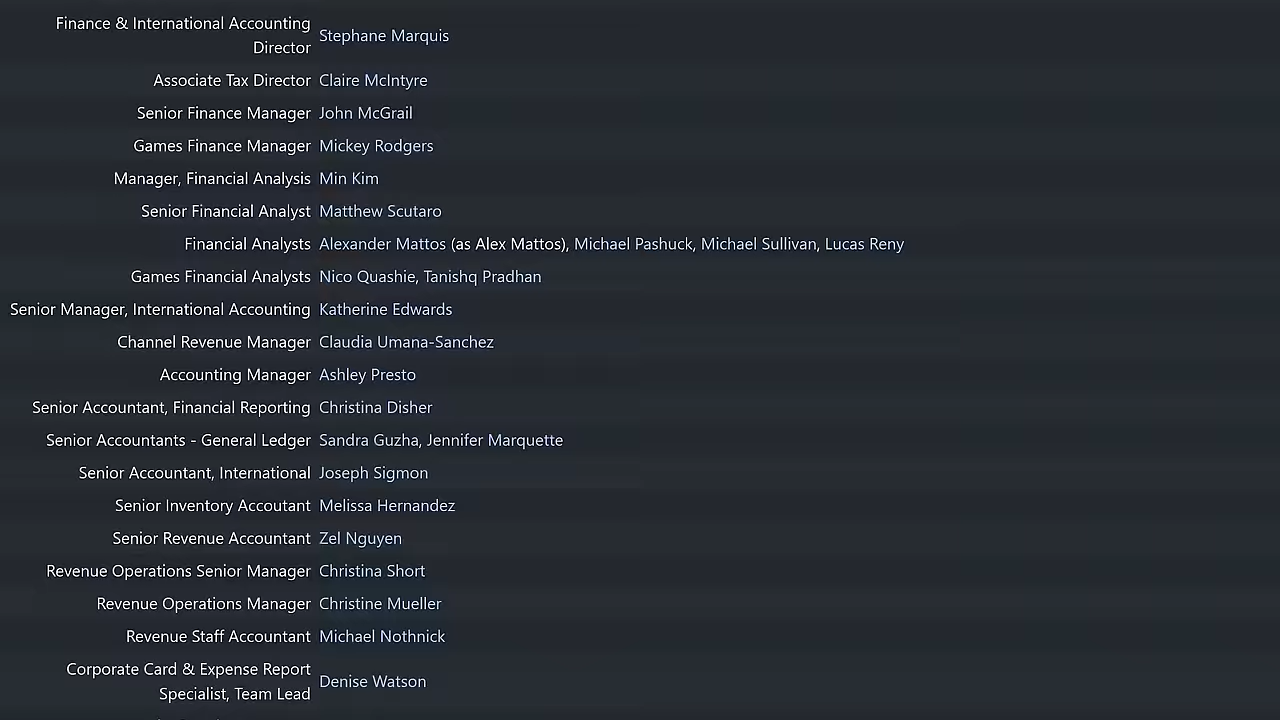 Finance & International Accounting
Director Stephane Marquis
Associate Tax Director Claire McIntyre
Senior Finance Manager John McGrail
Games Finance Manager Mickey Rodgers
Manager, Financial Analysis Min Kim
Senior Financial Analyst Matthew Scutaro
Financial Analysts Alexander Mattos (as Alex Mattos), Michael Pashuck, Michael Sullivan, Lucas Reny
Games Financial Analysts Nico Quashie, Tanishq Pradhan
Senior Manager, International Accounting Katherine Edwards
Channel Revenue Manager Claudia Umana-Sanchez
Accounting Manager Ashley Presto
Senior Accountant, Financial Reporting Christina Disher
Senior Accountants - General Ledger Sandra Guzha, Jennifer Marquette
Senior Accountant, International Joseph Sigmon
Senior Inventory Accoutant Melissa Hernandez
Senior Revenue Accountant Zel Nguyen
Revenue Operations Senior Manager Christina Short
Revenue Operations Manager Christine Mueller
Revenue Staff Accountant Michael Nothnick
Corporate Card & Expense Report
Specialist, Team Lead Denise Watson